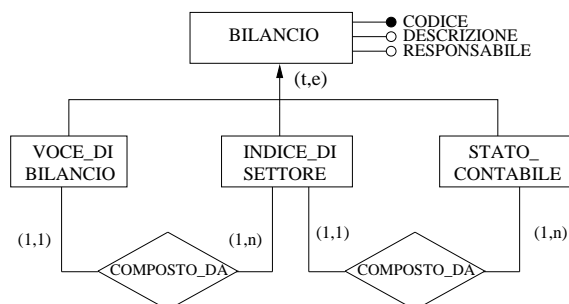 BILANCIO
CODICE
DESCRIZIONE
RESPONSABILE
(t,e)
VOCE_DI
BILANCIO
INDICE_DI
SETTORE
STATO_
CONTABILE
(1,1)
(1,n)
(1,1)
(1,n)
COMPOSTO_DA
COMPOSTO_DA